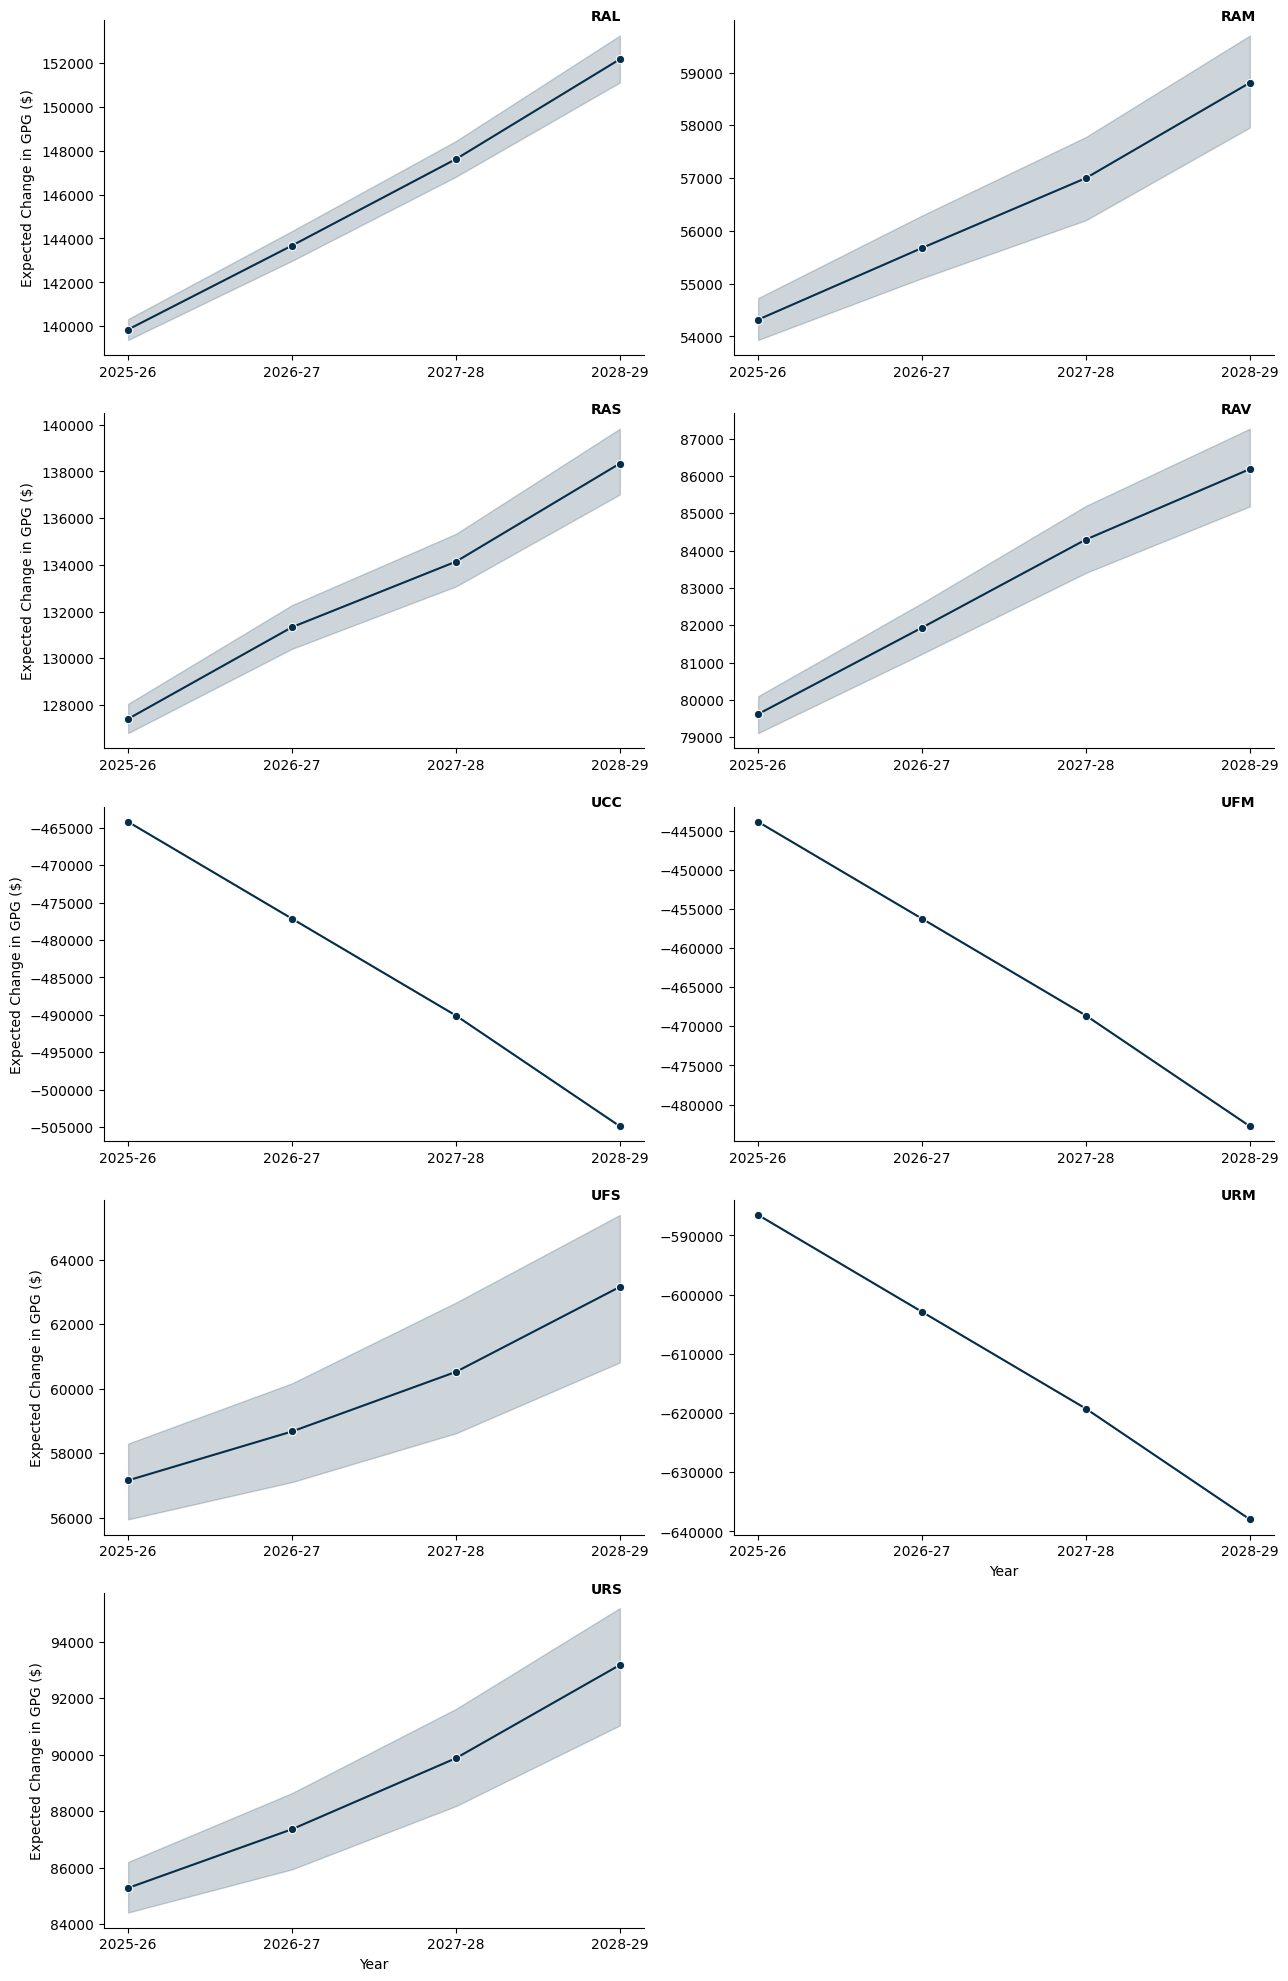 RAL
Expected Change in GPG ($)
152000
150000
148000
146000
144000
142000
140000
2025-26 2026-27 2027-28 2028-29
RAM
59000
58000
57000
56000
55000
54000
2025-26 2026-27 2027-28 2028-29
RAS
Expected Change in GPG ($)
140000
138000
136000
134000
132000
130000
128000
2025-26 2026-27 2027-28 2028-29
RAV
87000
86000
85000
84000
83000
82000
81000
80000
79000
2025-26 2026-27 2027-28 2028-29
UCC
Expected Change in GPG ($)
−465000
−470000
−475000
−480000
−485000
−490000
−495000
−500000
−505000
2025-26 2026-27 2027-28 2028-29
UFM
−445000
−450000
−455000
−460000
−465000
−470000
−475000
−480000
2025-26 2026-27 2027-28 2028-29
UFS
Expected Change in GPG ($)
64000
62000
60000
58000
56000
2025-26 2026-27 2027-28 2028-29
URM
−590000
−600000
−610000
−620000
−630000
−640000
2025-26 2026-27 2027-28 2028-29
Year
URS
Expected Change in GPG ($)
94000
92000
90000
88000
86000
84000
2025-26 2026-27 2027-28 2028-29
Year